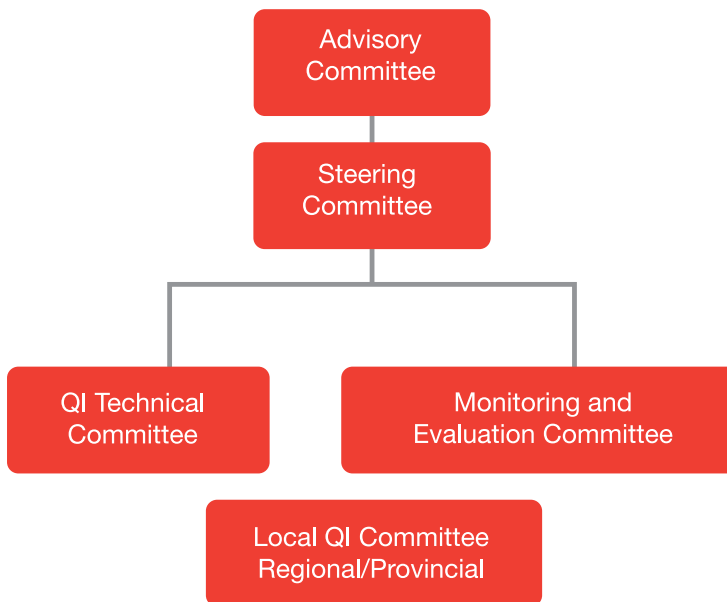 Advisory
Committee
Steering
Committee
QI Technical
Committee
Monitoring and
Evaluation Committee
Local QI Committee
Regional/Provincial